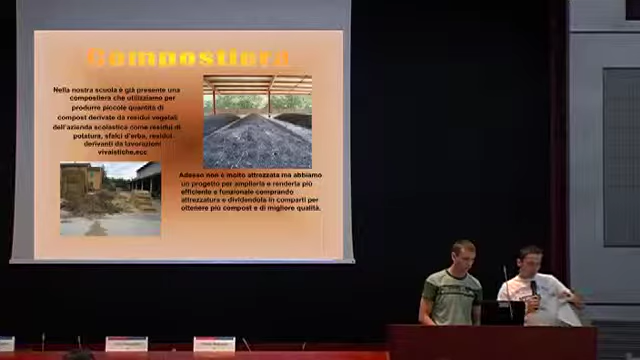 Compostiera
Nella nostra scuola è già presente una
compostiera che utilizziamo per
produrre piccole quantità di
compost derivate da residui vegetali
dell'azienda scolastica come residui di
potatura, sfalci d'erba, residui
derivanti da lavorazioni
vivaistiche,ecc
Adesso non è molto attrezzata ma abbiamo
un progetto per ampliarla e renderla più
efficiente e funzionale comprando
attrezzatura e dividendola in comparti per
ottenere più compost e di migliore qualità.